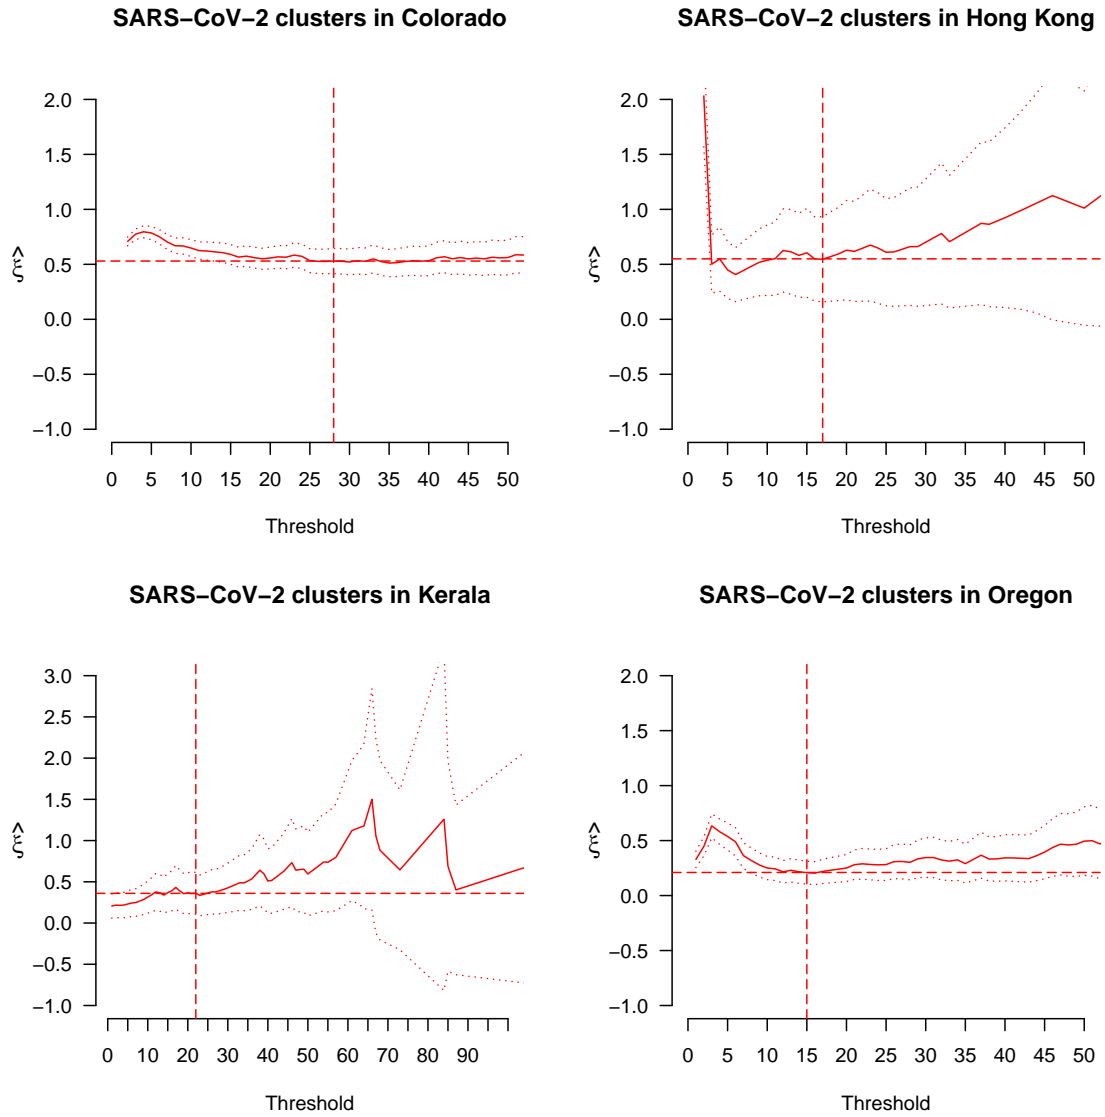 SARS−CoV−2 clusters in Colorado
2.0
1.5
1.0
0.5
0.0
−0.5
−1.0
ξ^
0 5 10 15 20 25 30 35 40 45 50
Threshold
SARS−CoV−2 clusters in Hong Kong
2.0
1.5
1.0
0.5
0.0
−0.5
−1.0
ξ^
0 5 10 15 20 25 30 35 40 45 50
Threshold
SARS−CoV−2 clusters in Kerala
3.0
2.5
2.0
1.5
1.0
0.5
0.0
−0.5
−1.0
ξ^
0 10 20 30 40 50 60 70 80 90
Threshold
SARS−CoV−2 clusters in Oregon
2.0
1.5
1.0
0.5
0.0
−0.5
−1.0
ξ^
0 5 10 15 20 25 30 35 40 45 50
Threshold